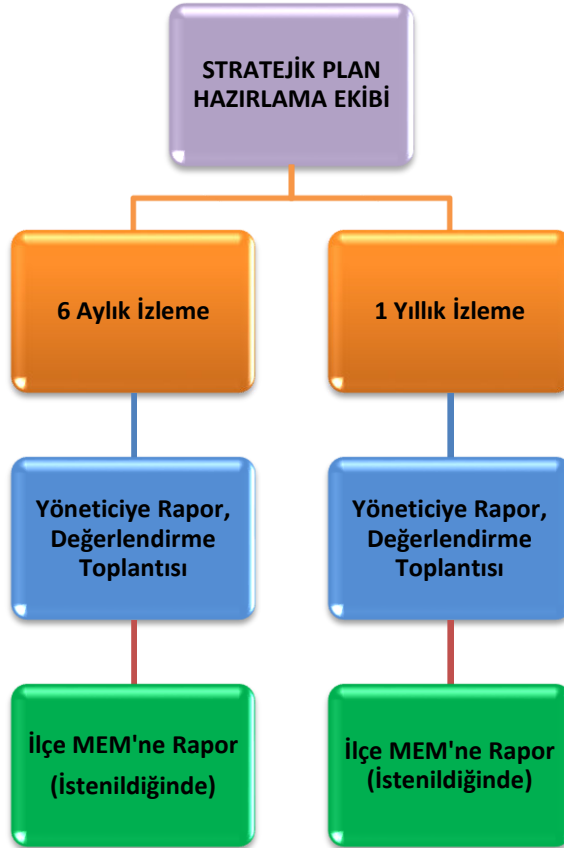 STRATEJİK PLAN
HAZIRLAMA EKİBİ
6 Aylık İzleme
1 Yıllık İzleme
Yöneticiye Rapor,
Değerlendirme
Toplantısı
Yöneticiye Rapor,
Değerlendirme
Toplantısı
İlçe MEM'ne Rapor
(İstenildiğinde)
İlçe MEM'ne Rapor
(İstenildiğinde)